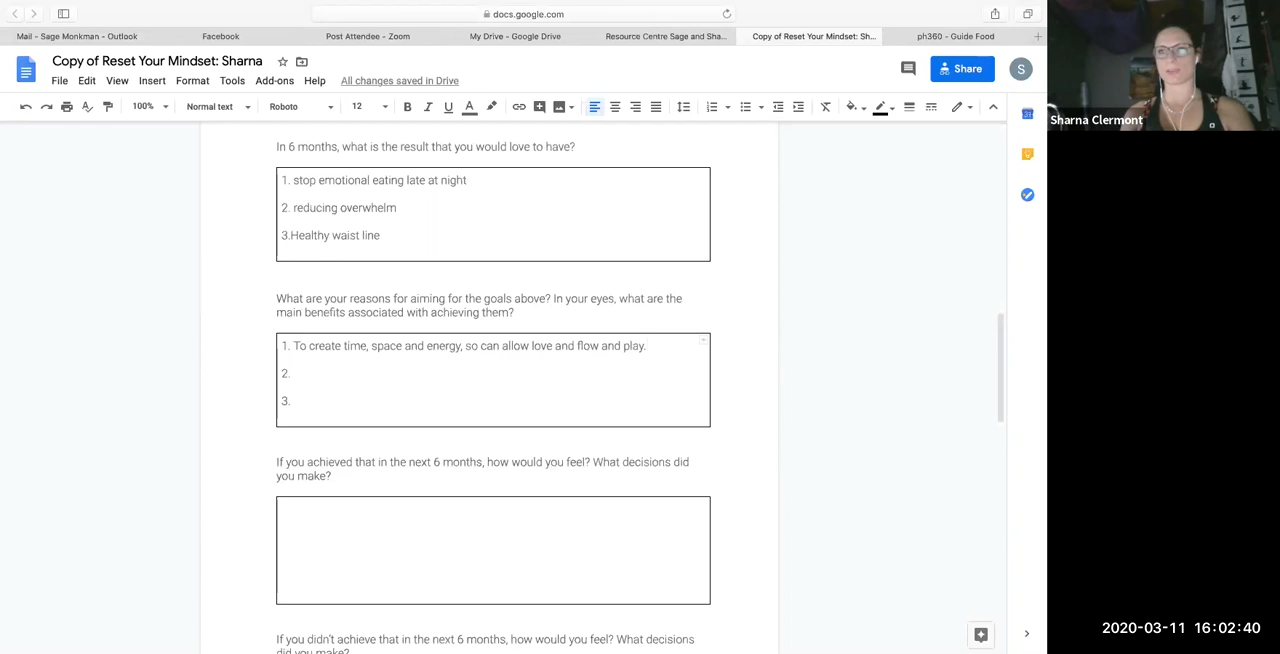 docs.google.com
Mail - Sage Monkman - Outlook
Facebook
Post Attendee - Zoom
My Drive - Google Drive
Resource Centre Sage and Sha...
Copy of Reset Your Mindset: Sh...
ph360 - Guide Food
Copy of Reset Your Mindset: Sharna
File Edit View Insert Format Tools Add-ons Help All changes saved in Drive
Share
S
100% Normal text Roboto 12 B I U A
Sharna Clermont
In 6 months, what is the result that you would love to have?
1. stop emotional eating late at night
2. reducing overwhelm
3.Healthy waist line
What are your reasons for aiming for the goals above? In your eyes, what are the
main benefits associated with achieving them?
1. To create time, space and energy, so can allow love and flow and play.
2.
3.
If you achieved that in the next 6 months, how would you feel? What decisions did
you make?
If you didn't achieve that in the next 6 months, how would you feel? What decisions
did you make?
2020-03-11 16:02:40